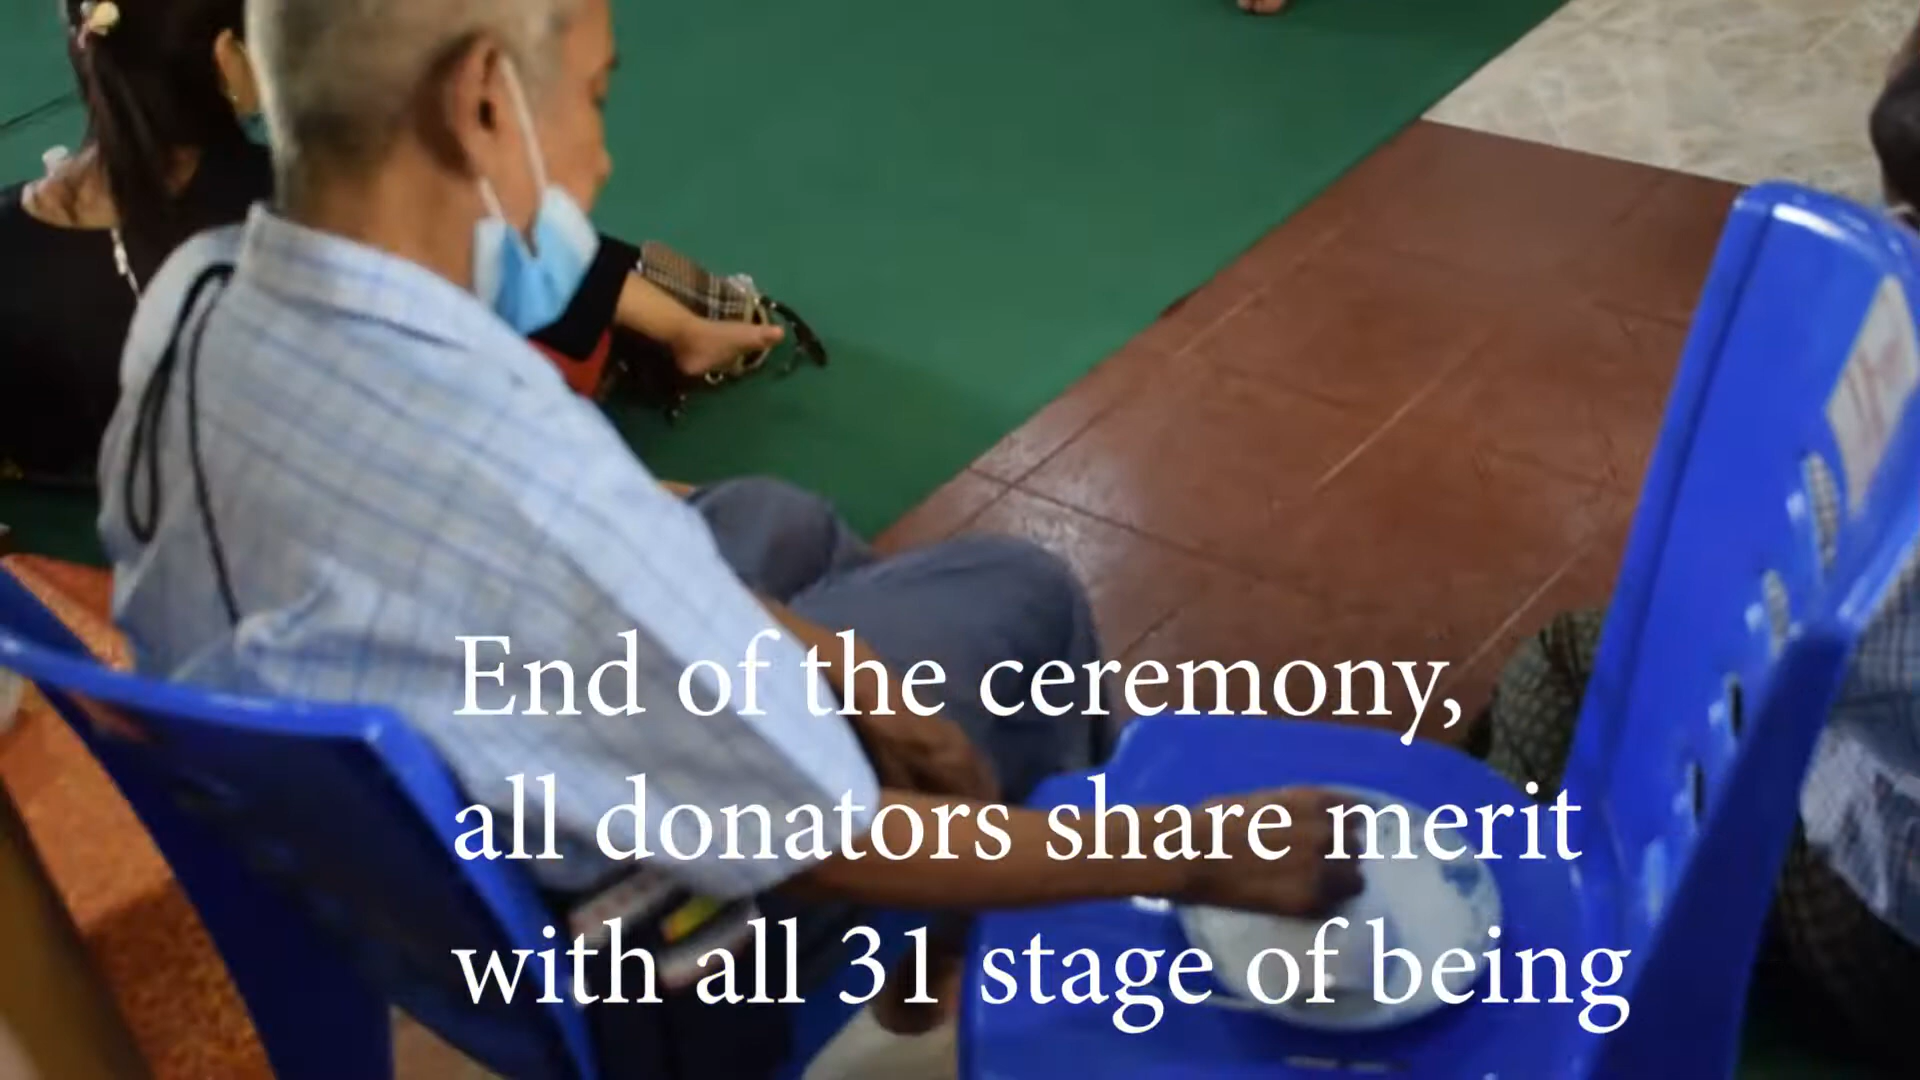 End of the ceremony,
all donators share merit
with all 31 stage of being